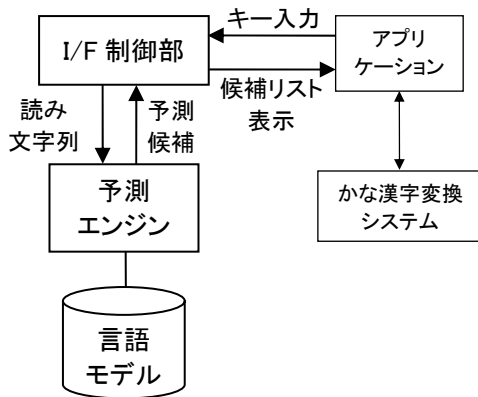 I/F 制御部
キー入力
アプリ
ケーション
候補リスト
表示
読み
文字列
予測
候補
予測
エンジン
かな漢字変換
システム
言語
モデル